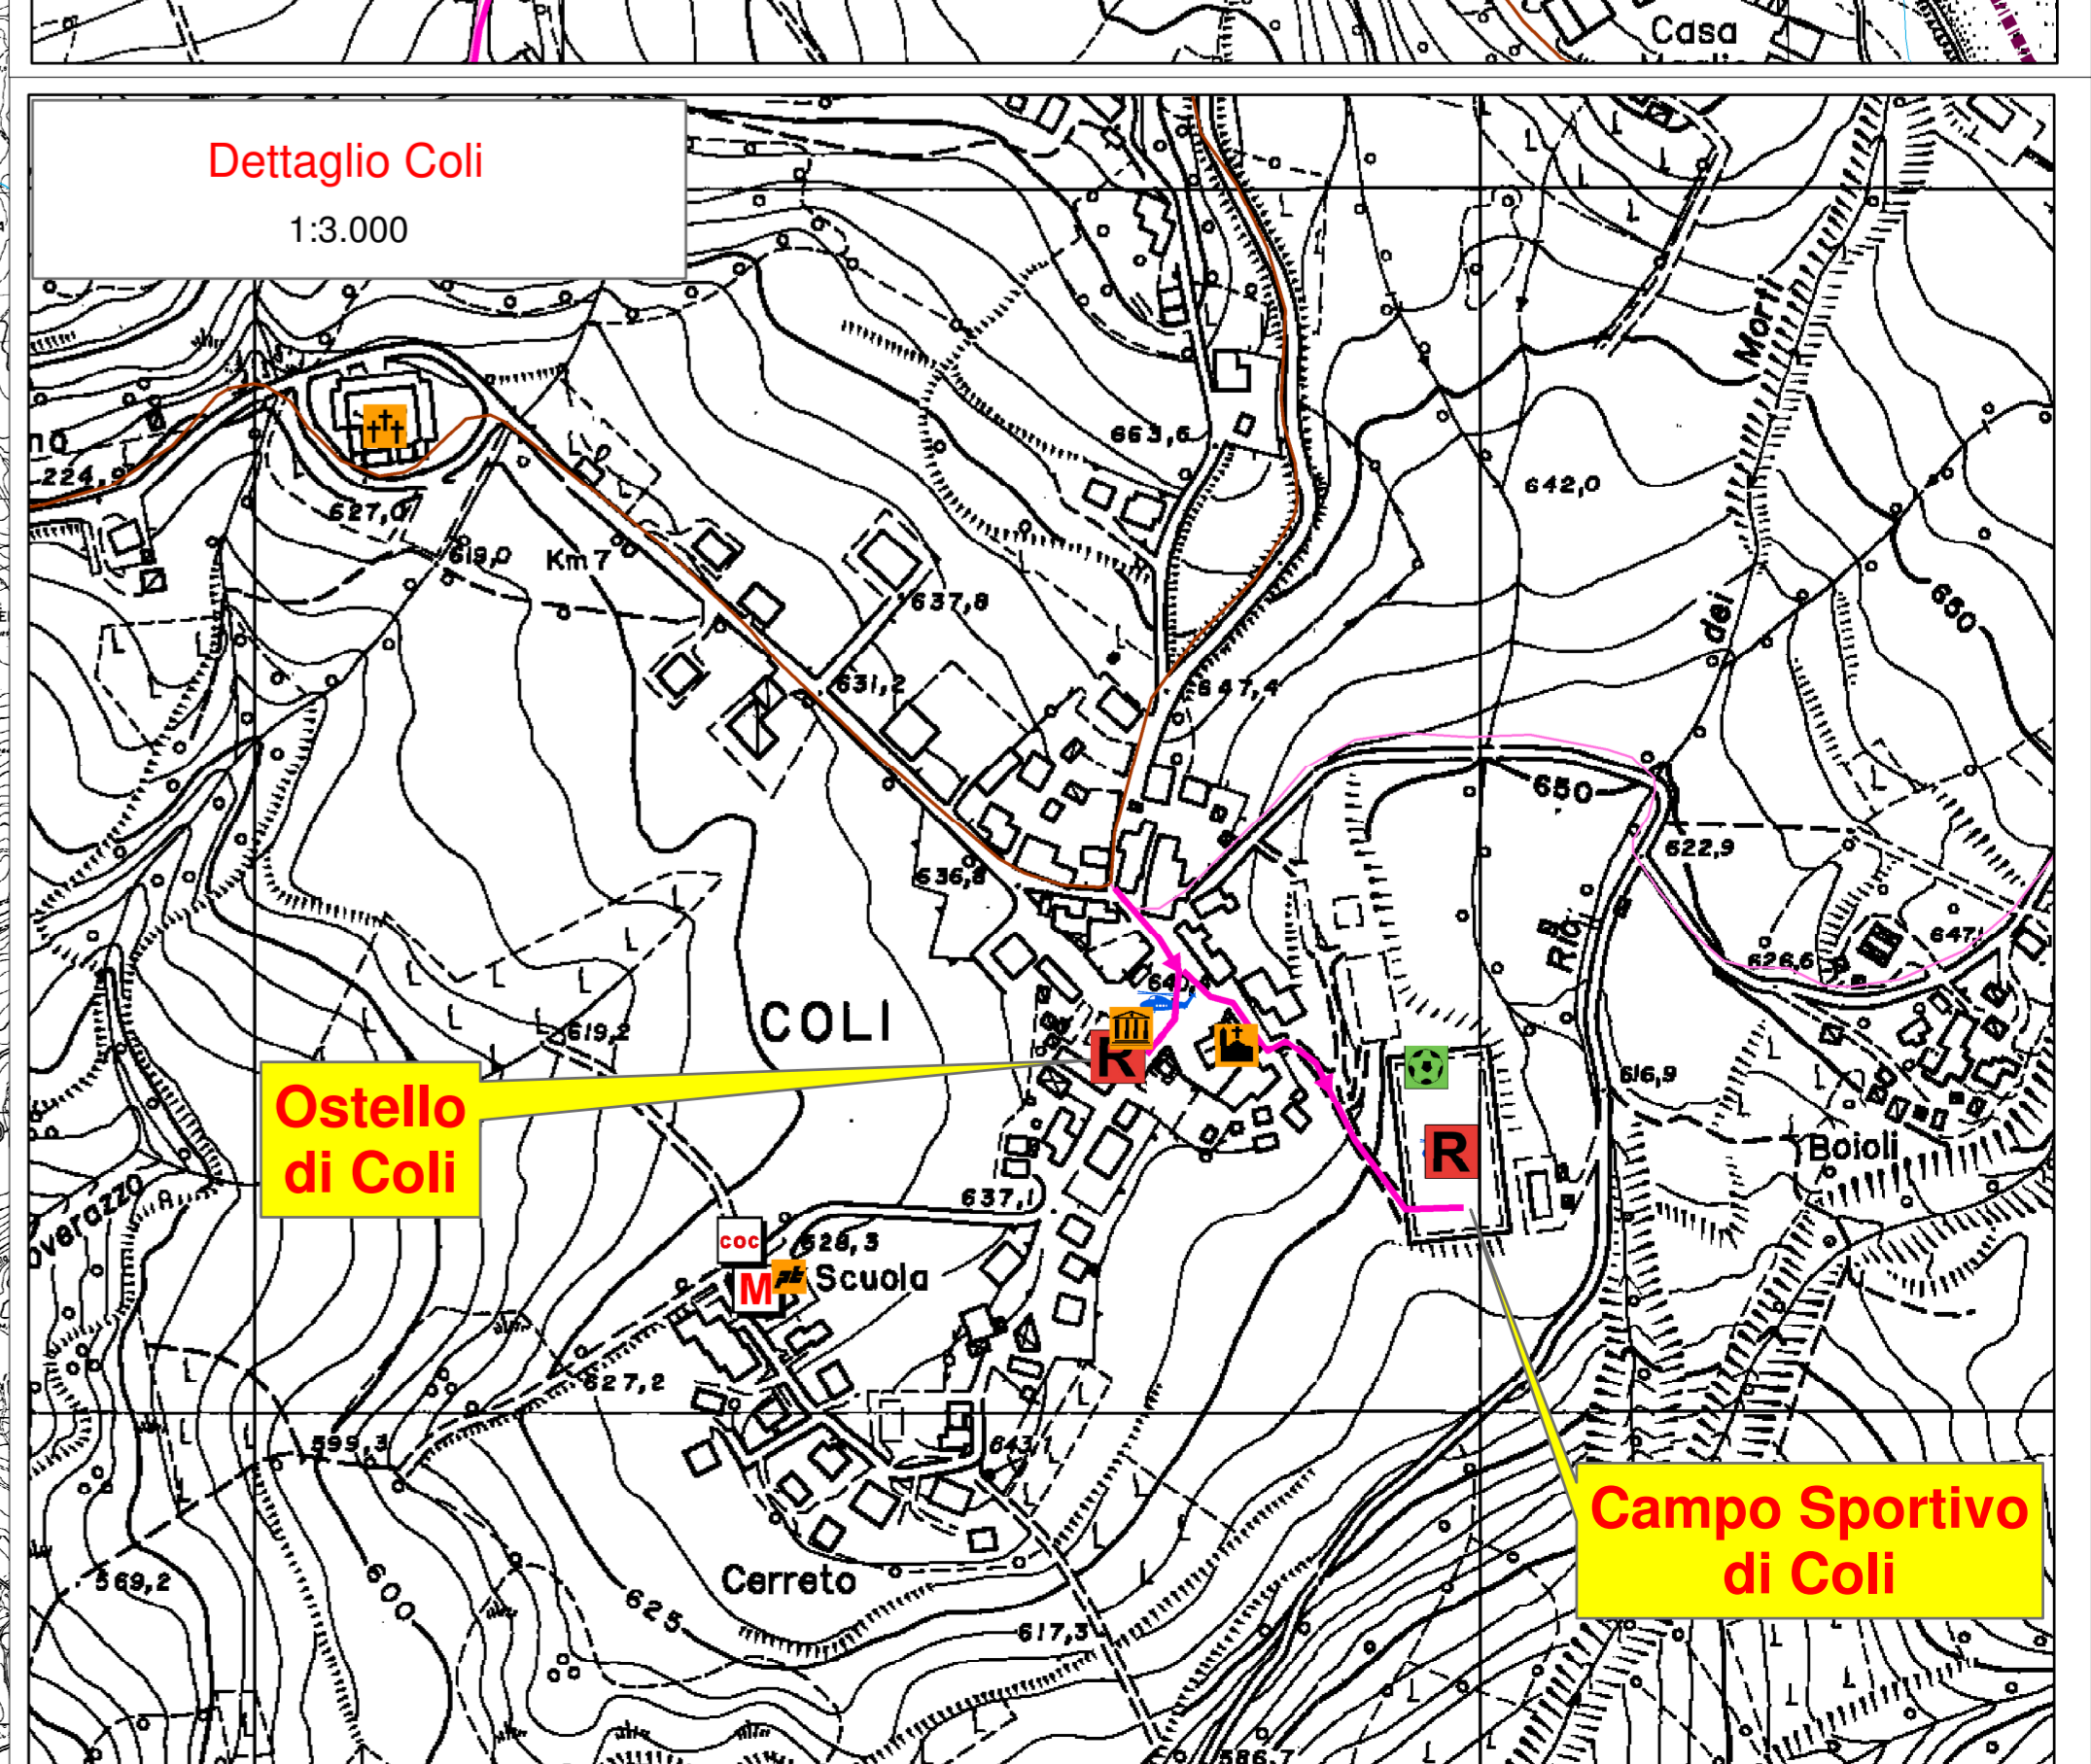 Casa
Dettaglio Coli
1:3.000
Morti
663,6
642,0
627,0
619,0
Km 7
637,8
650
dei
631,2
647,4
650
636,8
622,9
Rio
626,6
COLI
619,2
616,9
Ostello
di Coli
R
R
Boioli
637,1
coc
628,3
M
pt
Scuola
627,2
599,3
643,1
Campo Sportivo
di Coli
569,2
600
625
Cerreto
617,3
586,7